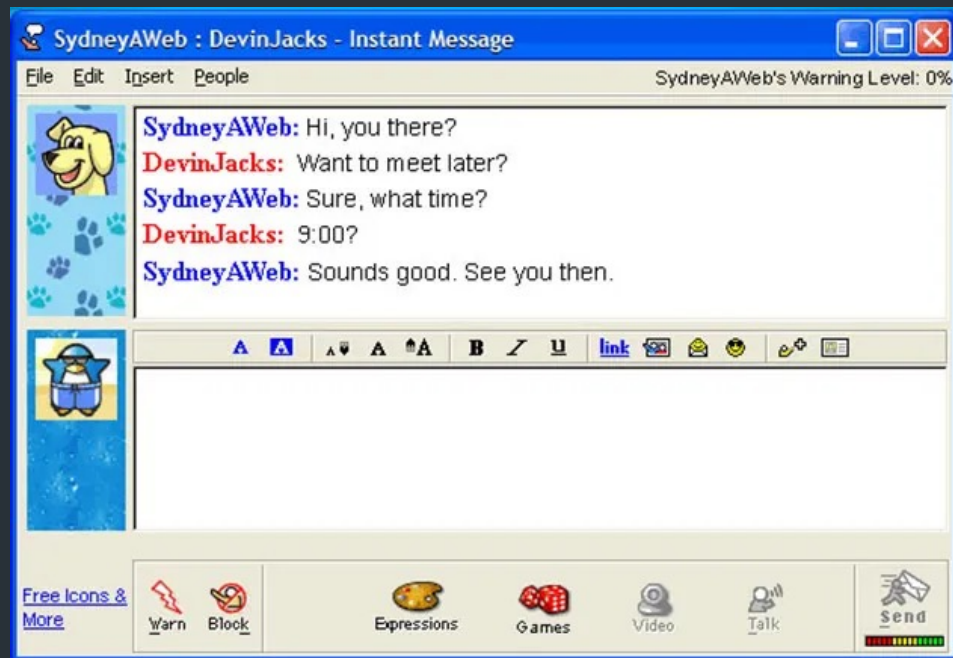 SydneyAWeb : DevinJacks - Instant Message
File Edit Insert People SydneyAWeb's Warning Level: 0%
SydneyAWeb: Hi, you there?
DevinJacks: Want to meet later?
SydneyAWeb: Sure, what time?
DevinJacks: 9:00?
SydneyAWeb: Sounds good. See you then.
A A A A A B I U link
Free Icons &
More
Warn Block Expressions Games Video Talk Send